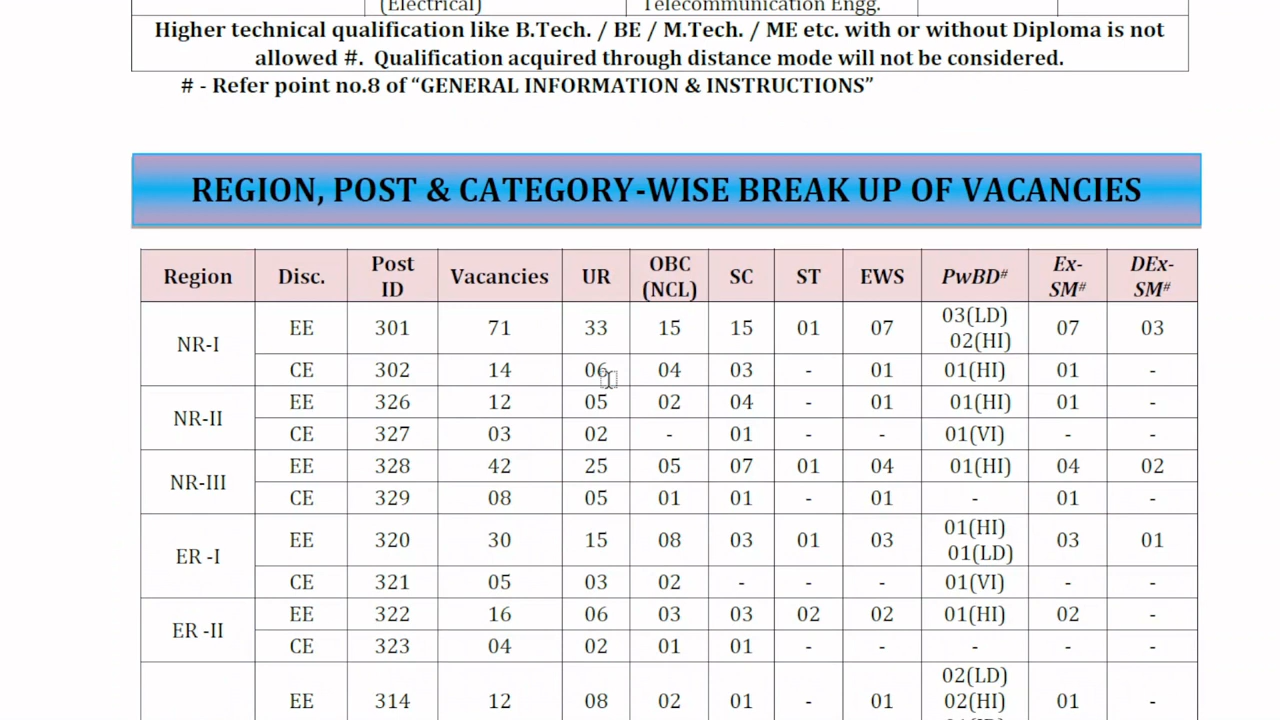 (Electrical) Telecommunication Engg.
Higher technical qualification like B.Tech. / BE / M.Tech. / ME etc. with or without Diploma is not
allowed #. Qualification acquired through distance mode will not be considered.
# - Refer point no.8 of “GENERAL INFORMATION & INSTRUCTIONS”
REGION, POST & CATEGORY-WISE BREAK UP OF VACANCIES
Region Disc. Post ID Vacancies UR OBC (NCL) SC ST EWS PwBD# Ex-SM# DEx-SM#
NR-I EE 301 71 33 15 15 01 07 03(LD) 02(HI) 07 03
CE 302 14 06 04 03 - 01 01(HI) 01 -
NR-II EE 326 12 05 02 04 - 01 01(HI) 01 -
CE 327 03 02 - 01 - - 01(VI) - -
NR-III EE 328 42 25 05 07 01 04 01(HI) 04 02
CE 329 08 05 01 01 - 01 - 01 -
ER -I EE 320 30 15 08 03 01 03 01(HI) 01(LD) 03 01
CE 321 05 03 02 - - - 01(VI) - -
ER -II EE 322 16 06 03 03 02 02 01(HI) 02 -
CE 323 04 02 01 01 - - - - -
EE 314 12 08 02 01 - 01 02(LD) 02(HI) 01 -